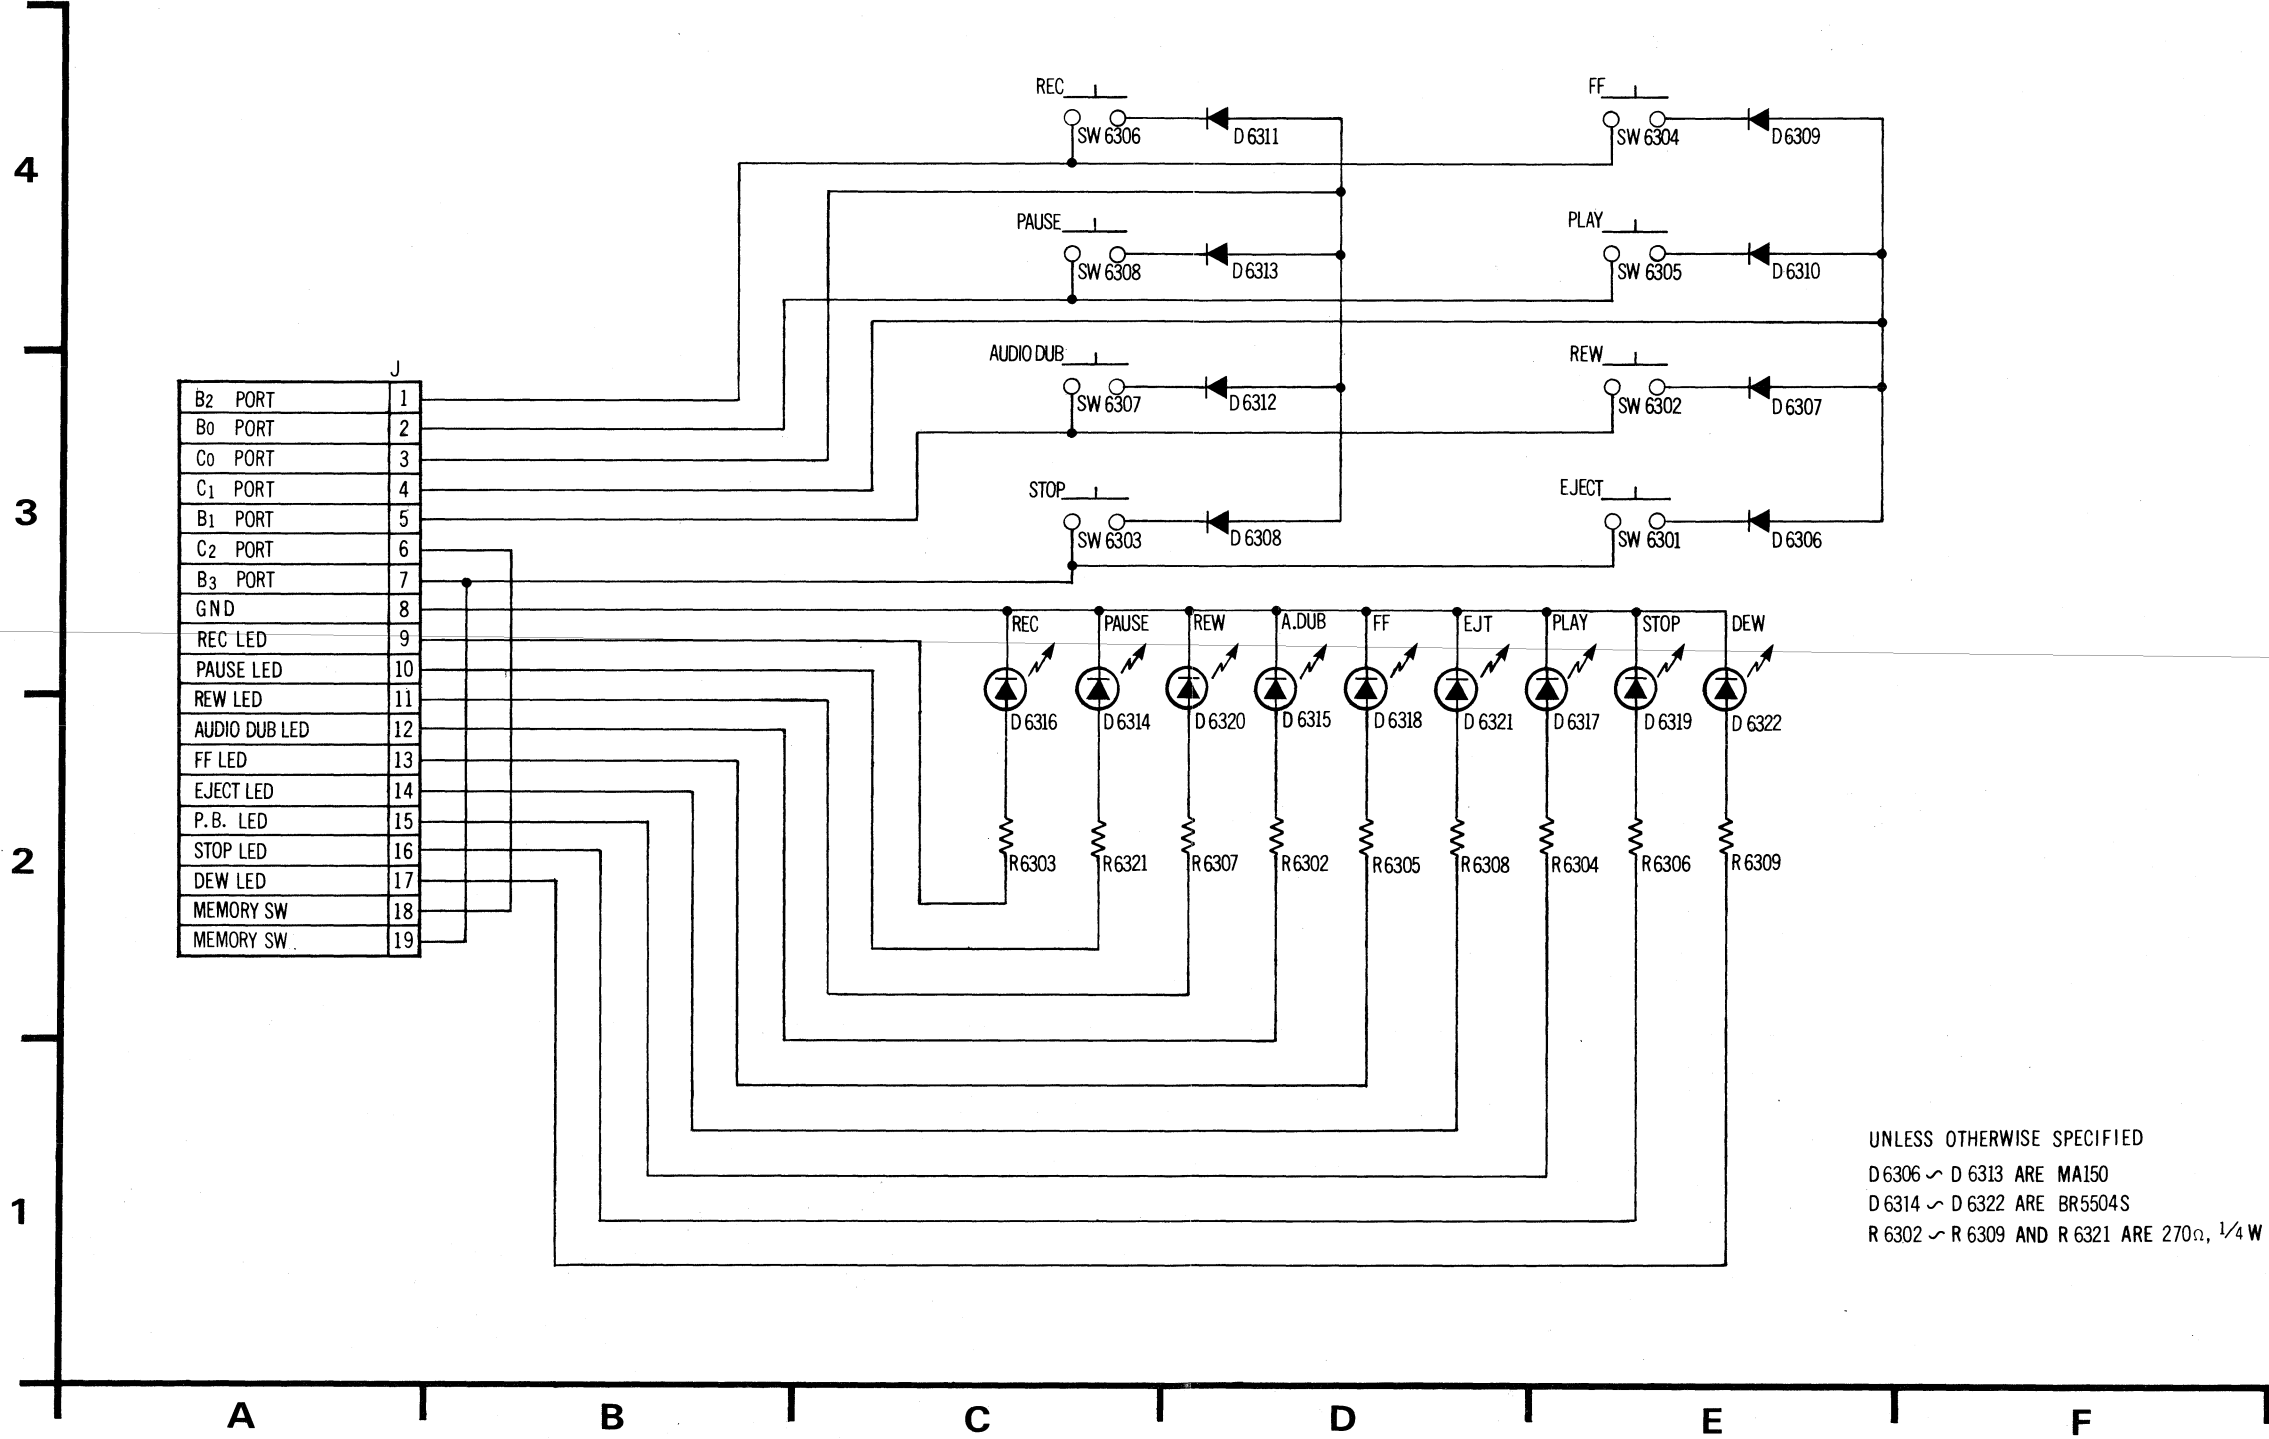 4
3
2
1
REC
SW 6306
D 6311
FF
SW 6304
D 6309
PAUSE
SW 6308
D 6313
PLAY
SW 6305
D 6310
AUDIO DUB
SW 6307
D 6312
REW
SW 6302
D 6307
STOP
SW 6303
D 6308
EJECT
SW 6301
D 6306
J
B2 PORT 1
B0 PORT 2
C0 PORT 3
C1 PORT 4
B1 PORT 5
C2 PORT 6
B3 PORT 7
GND 8
REC LED 9
PAUSE LED 10
REW LED 11
AUDIO DUB LED 12
FF LED 13
EJECT LED 14
P.B. LED 15
STOP LED 16
DEW LED 17
MEMORY SW 18
MEMORY SW 19
REC PAUSE REW A.DUB FF EJT PLAY STOP DEW
D 6316 D 6314 D 6320 D 6315 D 6318 D 6321 D 6317 D 6319 D 6322
R 6303 R 6321 R 6307 R 6302 R 6305 R 6308 R 6304 R 6306 R 6309
UNLESS OTHERWISE SPECIFIED
D 6306 ~ D 6313 ARE MA150
D 6314 ~ D 6322 ARE BR5504S
R 6302 ~ R 6309 AND R 6321 ARE 270Ω, 1/4 W
A B C D E F